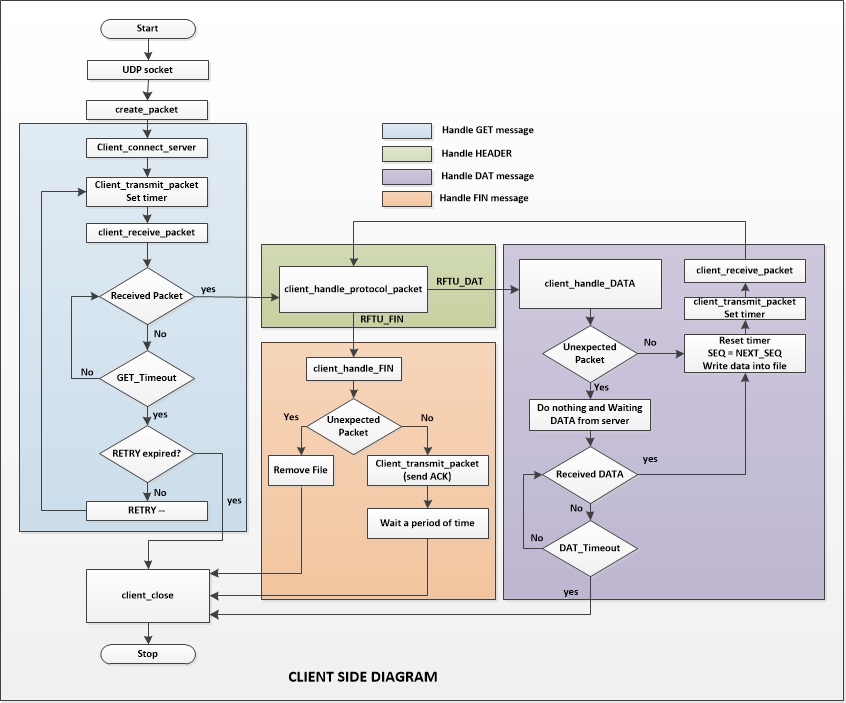 Start
UDP socket
create_packet
Client_connect_server
Client_transmit_packet
Set timer
client_receive_packet
Received Packet
yes
No
GET_Timeout
No
yes
RETRY expired?
No
yes
RETRY --
client_close
Stop
Handle GET message
Handle HEADER
Handle DAT message
Handle FIN message
client_handle_protocol_packet
RFTU_DAT
RFTU_FIN
client_handle_FIN
Yes
Unexpected
Packet
No
Remove File
Client_transmit_packet
(send ACK)
Wait a period of time
client_handle_DATA
client_receive_packet
client_transmit_packet
Set timer
Reset timer
SEQ = NEXT_SEQ
Write data into file
Unexpected
Packet
No
Yes
Do nothing and Waiting
DATA from server
Received DATA
yes
No
No
DAT_Timeout
yes
CLIENT SIDE DIAGRAM